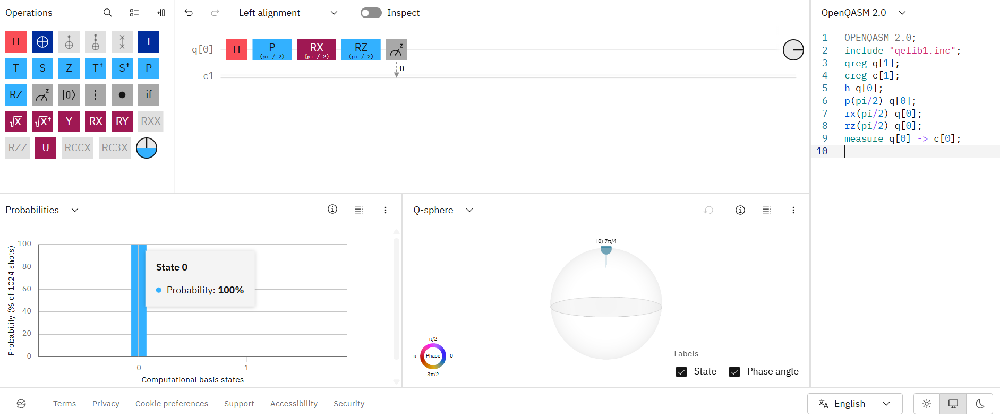 Operations
Left alignment
Inspect
OpenQASM 2.0
H
I
T S Z T† S† P
RZ z |0⟩ if
√X √X† Y RX RY RXX
RZZ U RCCX RC3X
q[0] H P (pi / 2) RX (pi / 2) RZ (pi / 2) z
0
c1
1 OPENQASM 2.0;
2 include "qelib1.inc";
3 qreg q[1];
4 creg c[1];
5 h q[0];
6 p(pi/2) q[0];
7 rx(pi/2) q[0];
8 rz(pi/2) q[0];
9 measure q[0] -> c[0];
10
Probabilities
Probability (% of 1024 shots)
100
80
60
40
20
0
State 0
Probability: 100%
0 1
Computational basis states
Q-sphere
|0⟩ 7π/4
π/2
π Phase 0
3π/2
Labels
State Phase angle
Terms Privacy Cookie preferences Support Accessibility Security
English